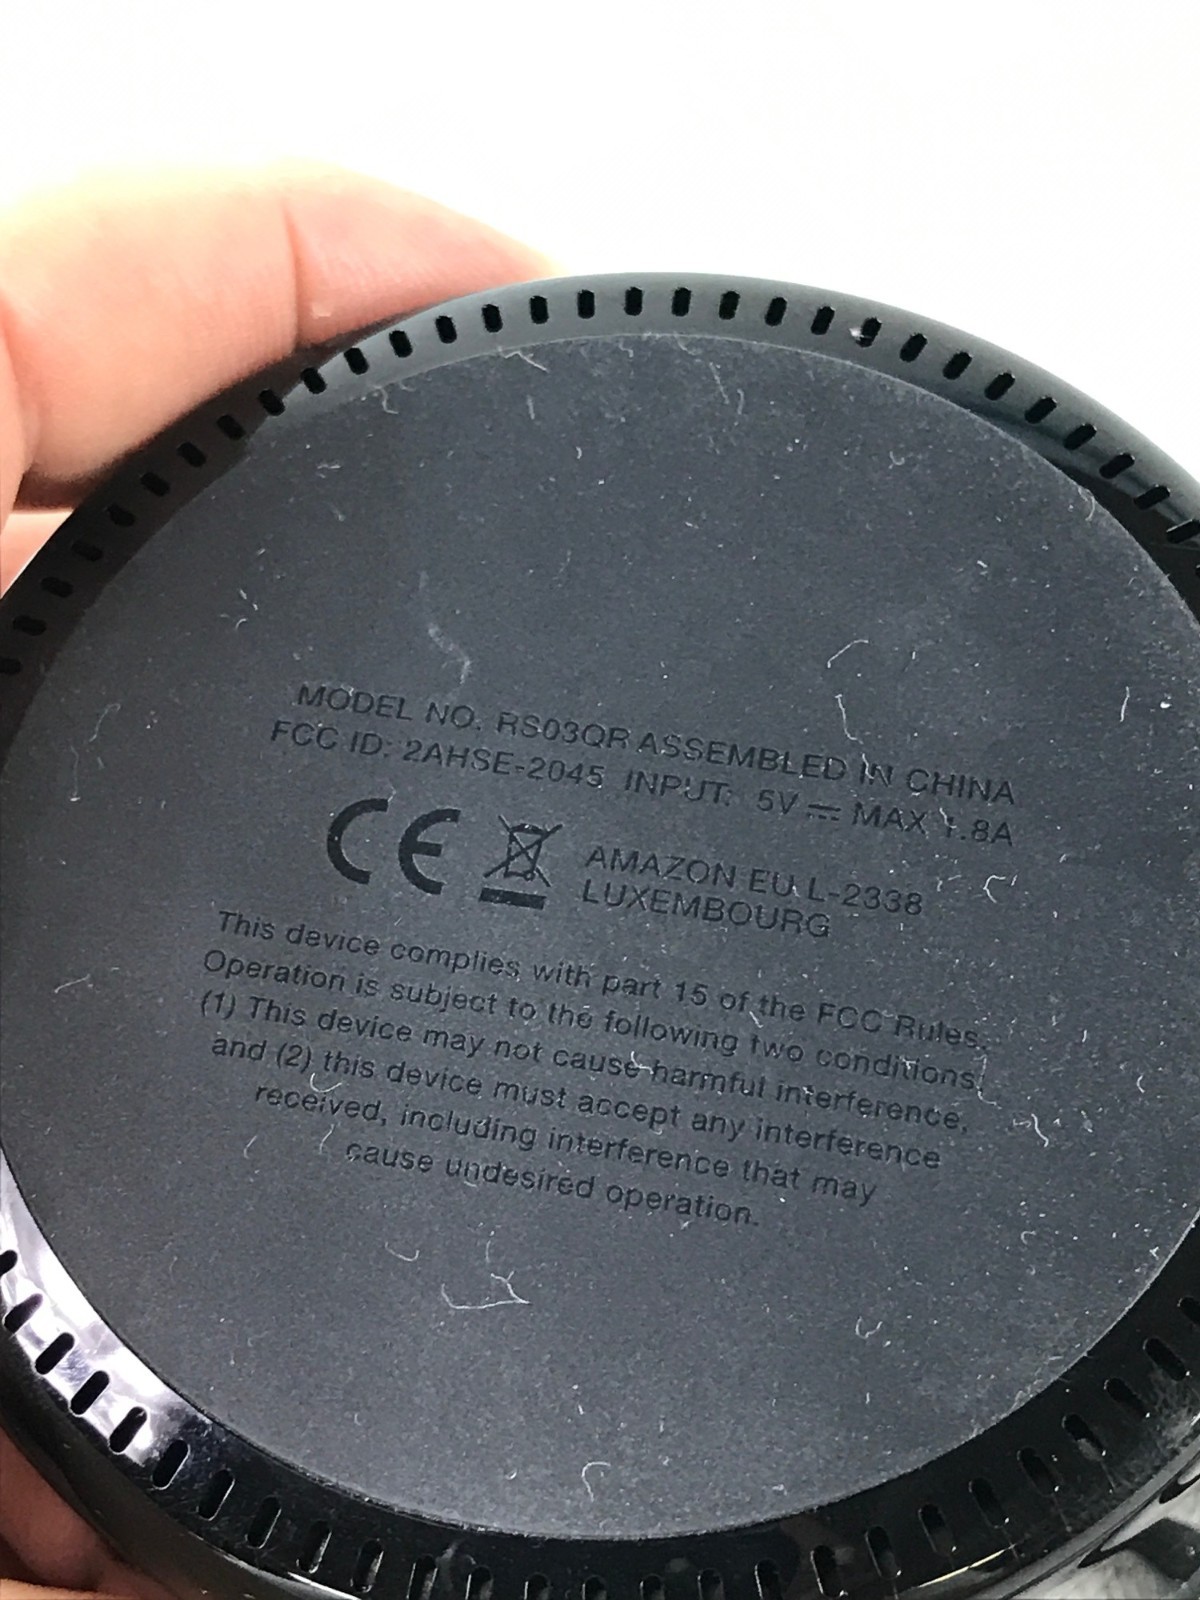 MODEL NO. RS03QR ASSEMBLED IN CHINA
FCC ID: 2AHSE-2045 INPUT: 5V ⎓ MAX 1.8A
CE
AMAZON EU L-2338
LUXEMBOURG
This device complies with part 15 of the FCC Rules.
Operation is subject to the following two conditions.
(1) This device may not cause harmful interference,
and (2) this device must accept any interference
received, including interference that may
cause undesired operation.